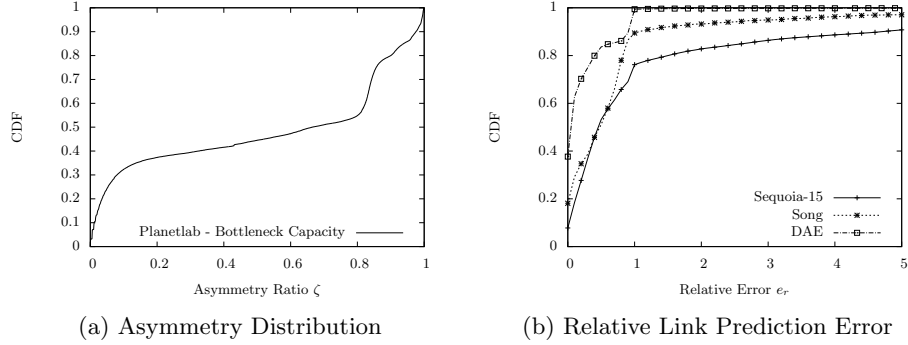 1
0.9
0.8
0.7
0.6
0.5
0.4
0.3
0.2
0.1
0
CDF
0 0.2 0.4 0.6 0.8 1
Asymmetry Ratio ζ
Planetlab - Bottleneck Capacity
(a) Asymmetry Distribution
1
0.8
0.6
0.4
0.2
0
CDF
0 1 2 3 4 5
Relative Error e_r
Sequoia-15
Song
DAE
(b) Relative Link Prediction Error